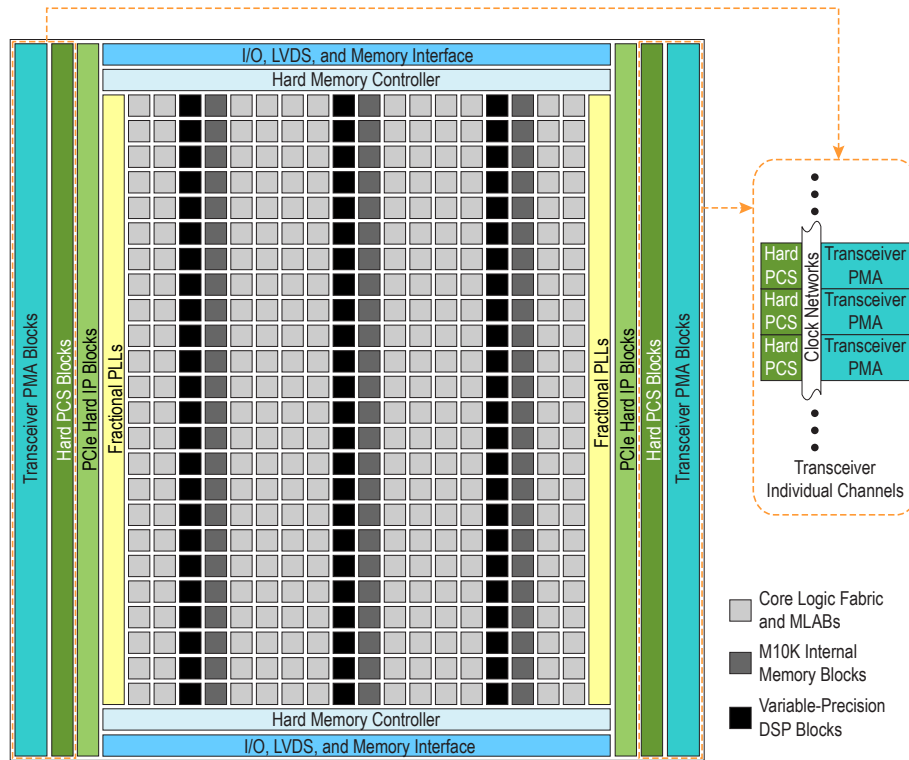 I/O, LVDS, and Memory Interface
Hard Memory Controller
Transceiver PMA Blocks
Hard PCS Blocks
PCIe Hard IP Blocks
Fractional PLLs
Fractional PLLs
PCIe Hard IP Blocks
Hard PCS Blocks
Transceiver PMA Blocks
Hard Memory Controller
I/O, LVDS, and Memory Interface
Hard
PCS
Hard
PCS
Hard
PCS
Clock Networks
Transceiver
PMA
Transceiver
PMA
Transceiver
PMA
Transceiver
Individual Channels
Core Logic Fabric
and MLABs
M10K Internal
Memory Blocks
Variable-Precision
DSP Blocks